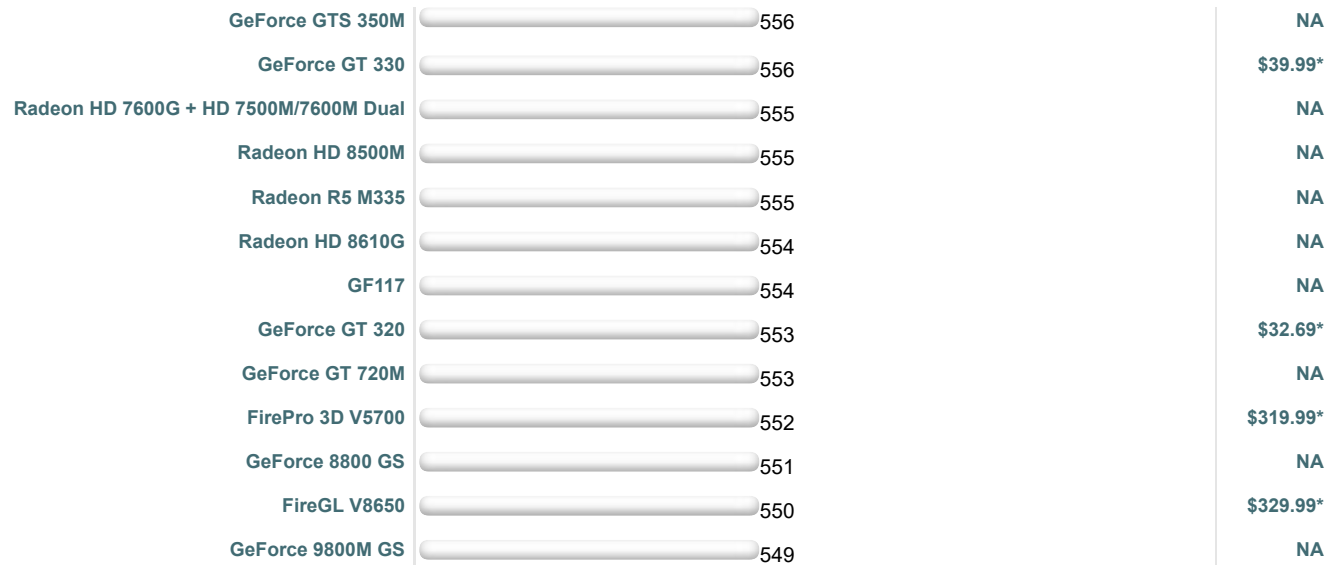 GeForce GTS 350M 556 NA
GeForce GT 330 556 $39.99*
Radeon HD 7600G + HD 7500M/7600M Dual 555 NA
Radeon HD 8500M 555 NA
Radeon R5 M335 555 NA
Radeon HD 8610G 554 NA
GF117 554 NA
GeForce GT 320 553 $32.69*
GeForce GT 720M 553 NA
FirePro 3D V5700 552 $319.99*
GeForce 8800 GS 551 NA
FireGL V8650 550 $329.99*
GeForce 9800M GS 549 NA